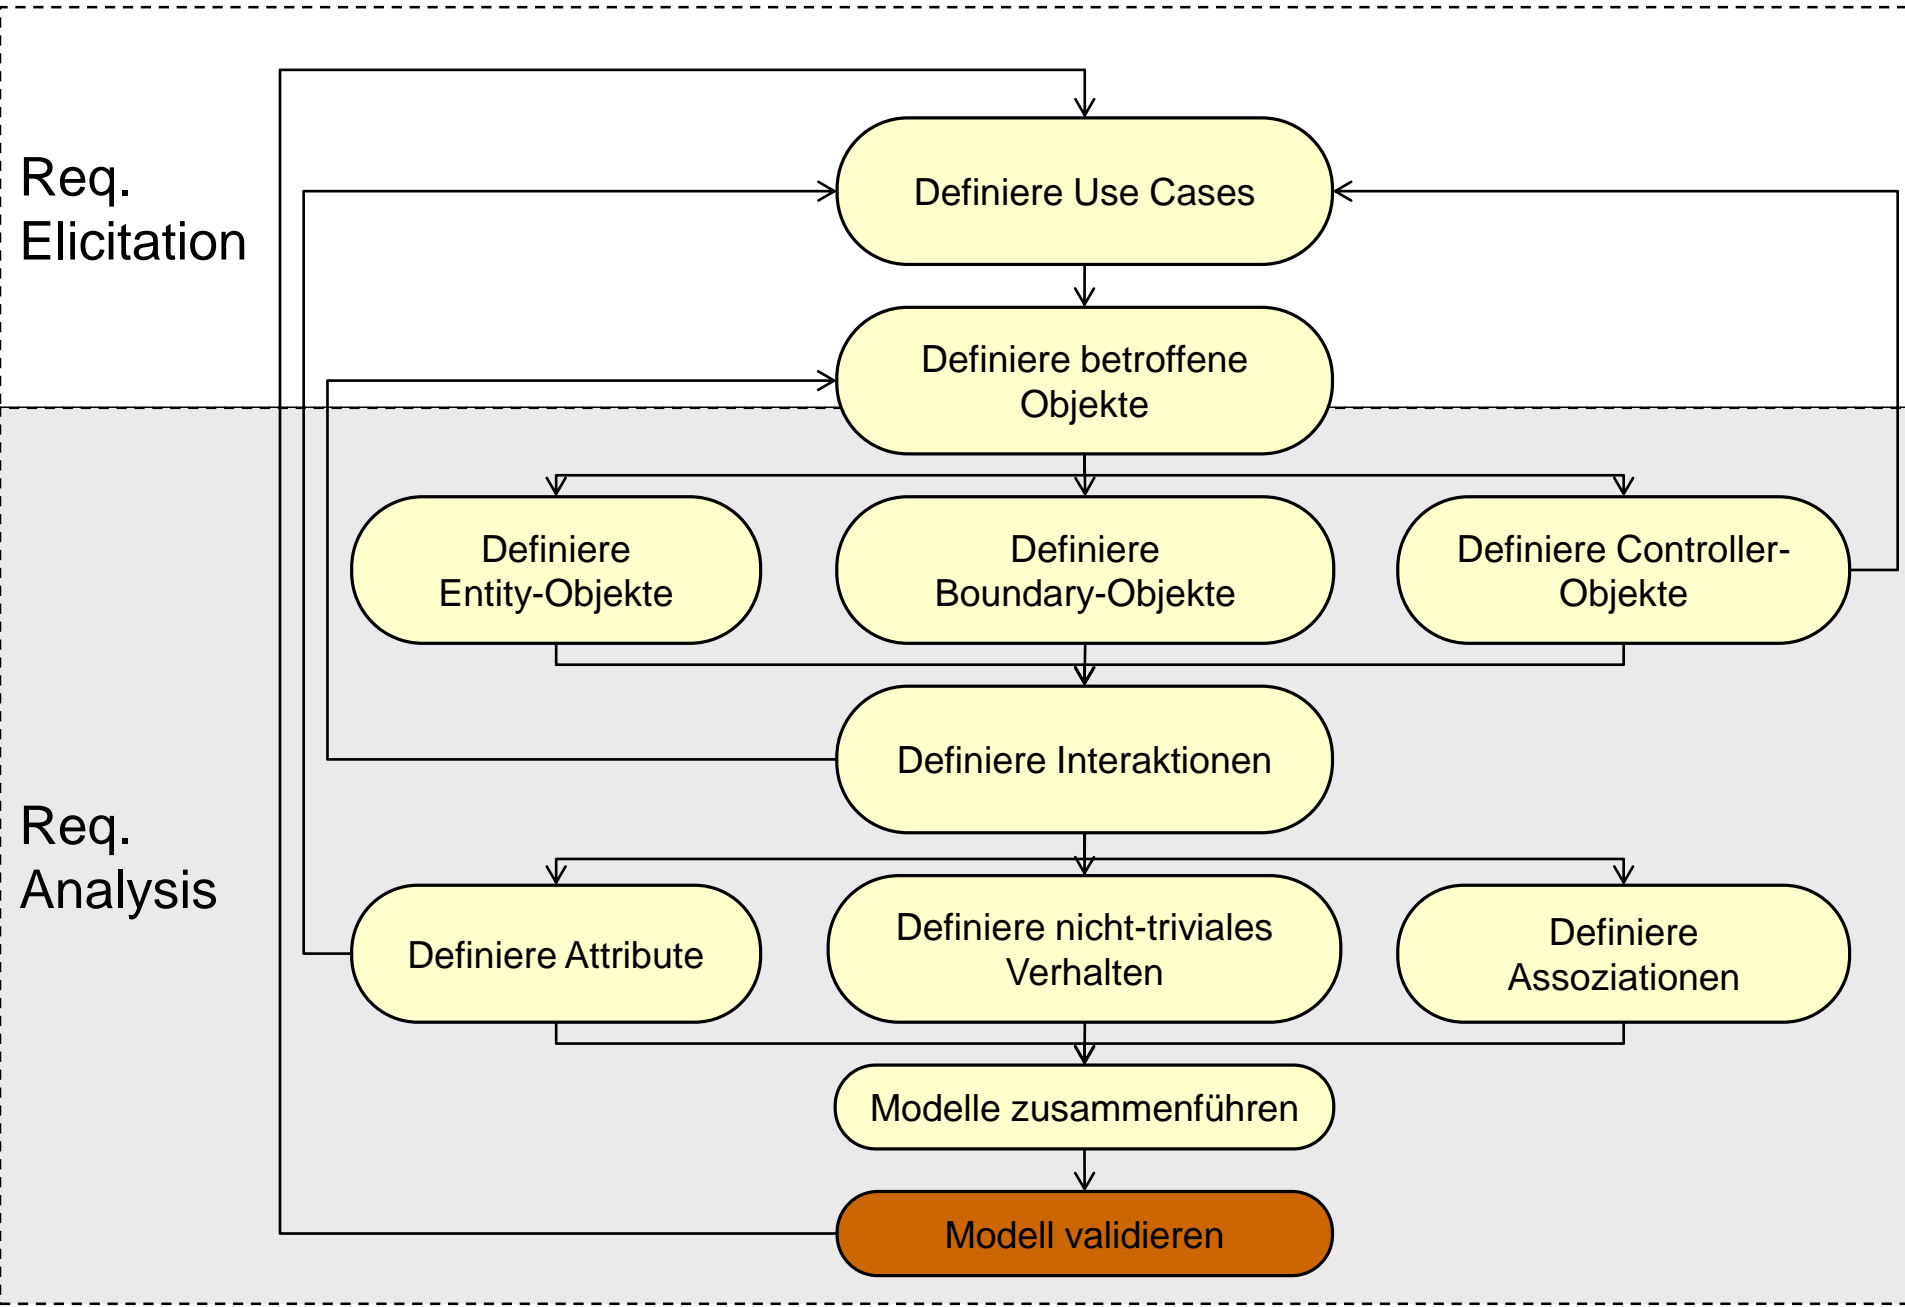 Req.
Elicitation
Definiere Use Cases
Definiere betroffene
Objekte
Definiere
Entity-Objekte
Definiere
Boundary-Objekte
Definiere Controller-
Objekte
Definiere Interaktionen
Req.
Analysis
Definiere Attribute
Definiere nicht-triviales
Verhalten
Definiere
Assoziationen
Modelle zusammenführen
Modell validieren